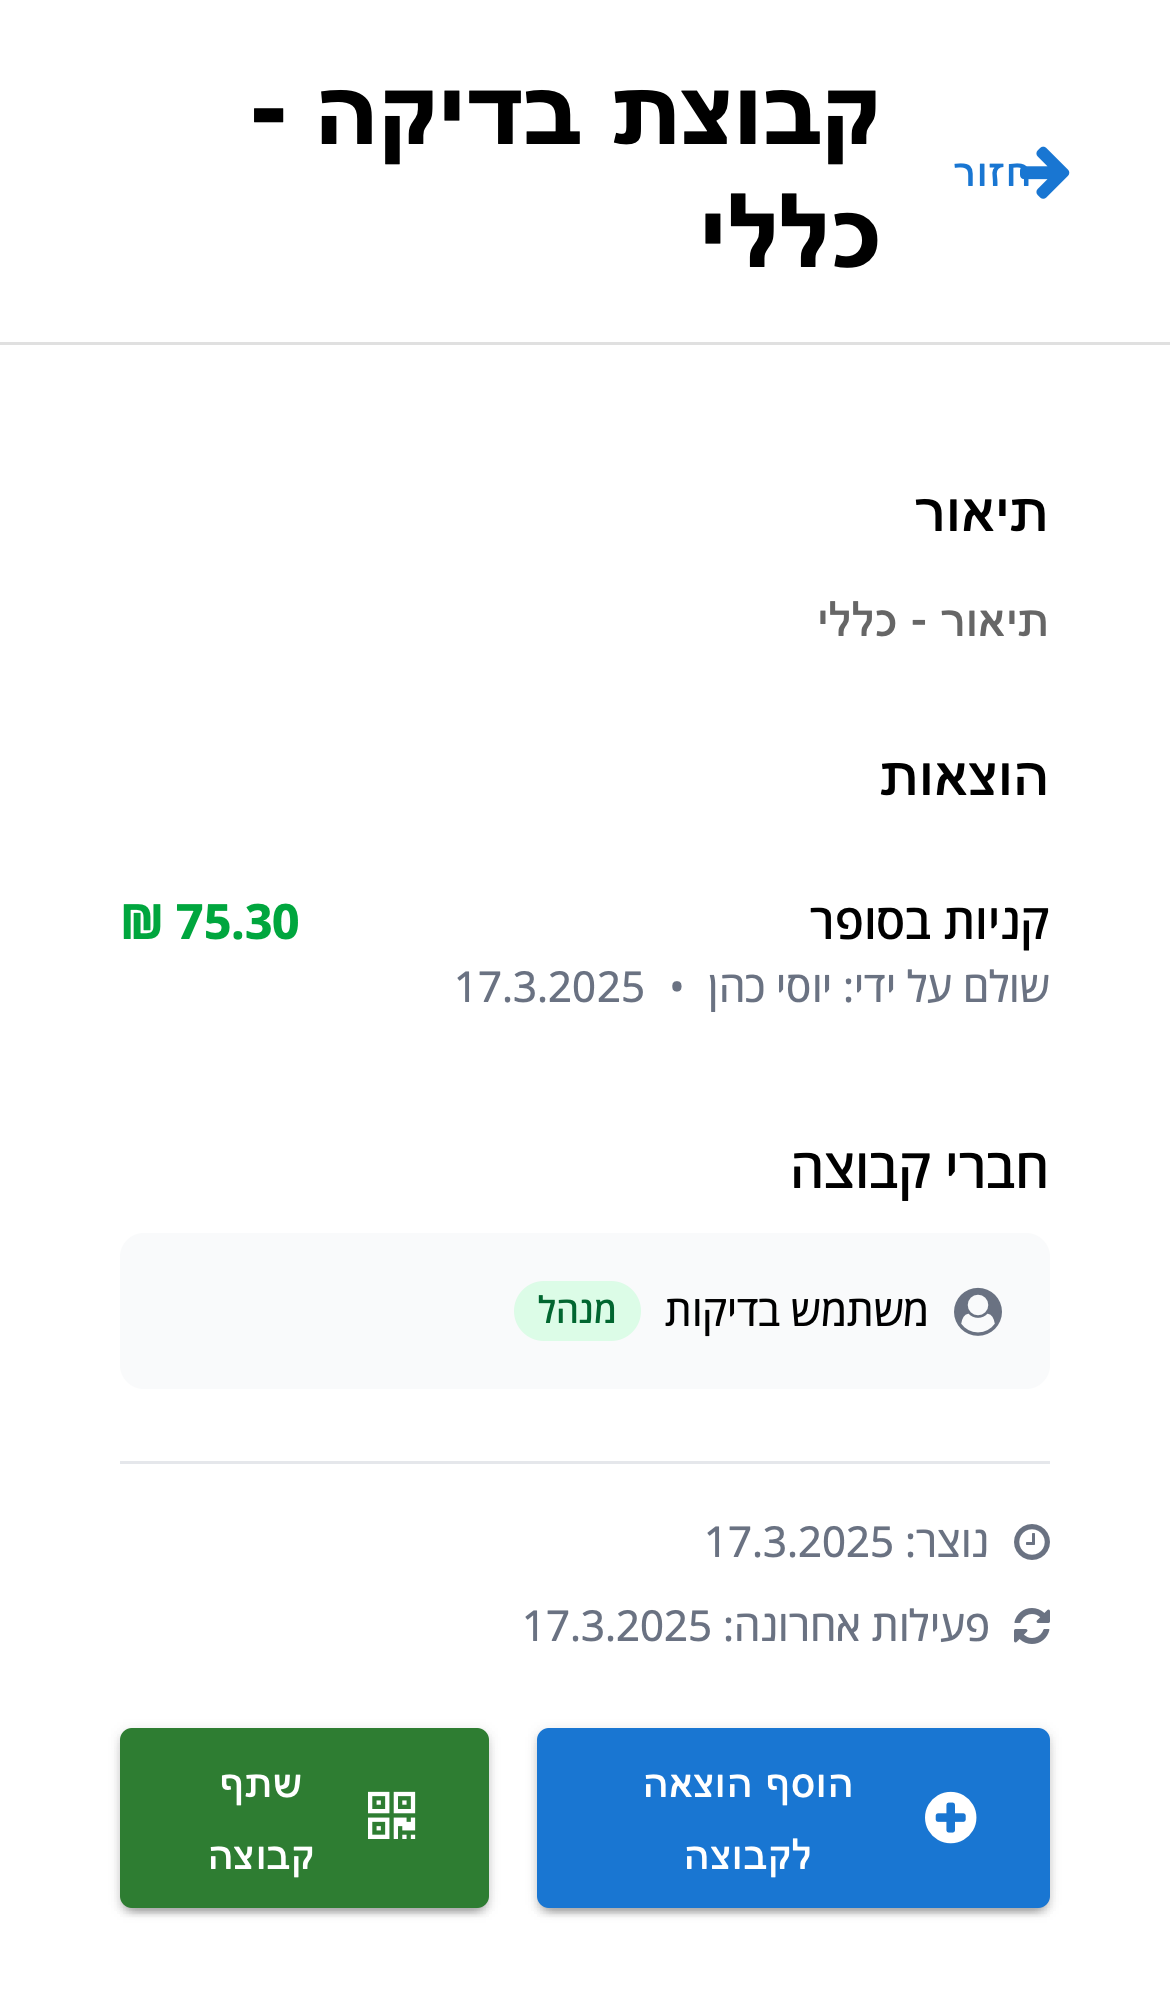 חזור
קבוצת בדיקה -
כללי
תיאור
תיאור - כללי
הוצאות
קניות בסופר
75.30 ₪
שולם על ידי: יוסי כהן • 17.3.2025
חברי קבוצה
משתמש בדיקות מנהל
נוצר: 17.3.2025
פעילות אחרונה: 17.3.2025
הוסף הוצאה
לקבוצה
שתף
קבוצה